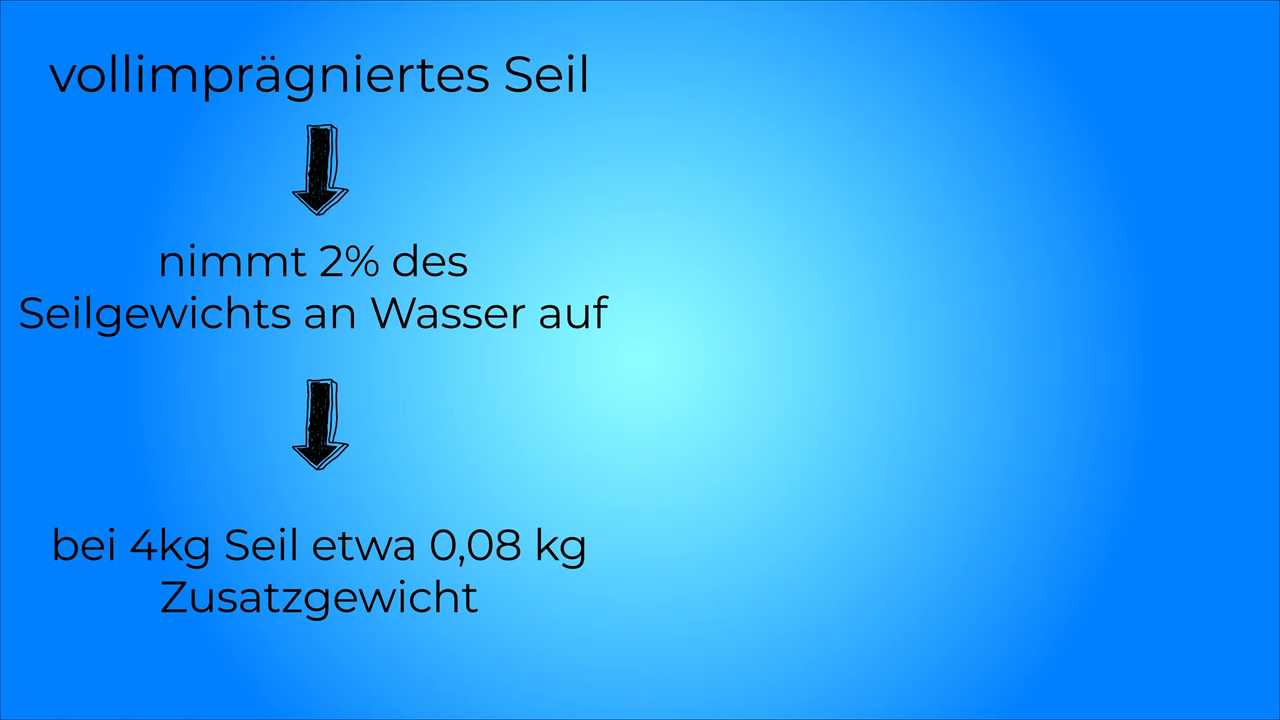 vollimprägniertes Seil
nimmt 2% des
Seilgewichts an Wasser auf
bei 4kg Seil etwa 0,08 kg
Zusatzgewicht